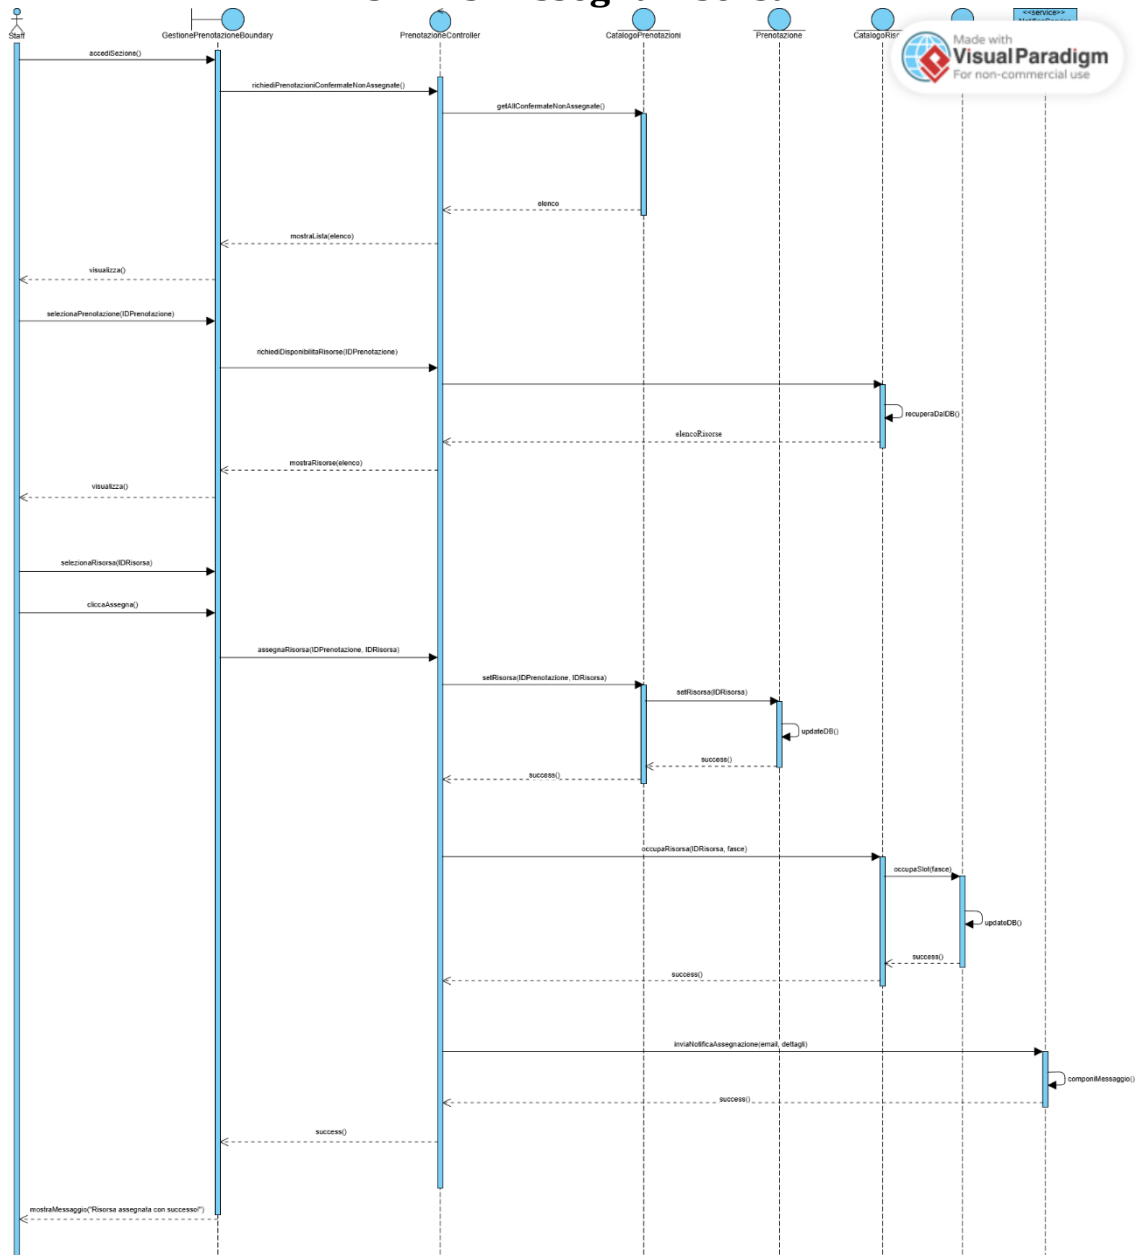 Staff
GestionePrenotazioneBoundary
PrenotazioneController
CatalogoPrenotazioni
Prenotazione
<<service>>
Made with
Visual Paradigm
For non-commercial use
accediSezione()
richiediPrenotazioniConfermateNonAssegnate()
getAllConfermateNonAssegnate()
elenco
mostraLista(elenco)
visualizza()
selezionaPrenotazione(IDPrenotazione)
richiediDisponibilitaRisorse(IDPrenotazione)
recuperaDalDB()
elencoRisorse
mostraRisorse(elenco)
visualizza()
selezionaRisorsa(IDRisorsa)
cliccaAssegna()
assegnaRisorsa(IDPrenotazione, IDRisorsa)
setRisorsa(IDPrenotazione, IDRisorsa)
setRisorsa(IDRisorsa)
updateDB()
success()
success()
occupaRisorsa(IDRisorsa, fasce)
occupaSlot(fasce)
updateDB()
success()
success()
inviaNotificaAssegnazione(email, dettagli)
componiMessaggio()
success()
success()
mostraMessaggio("Risorsa assegnata con successo!")